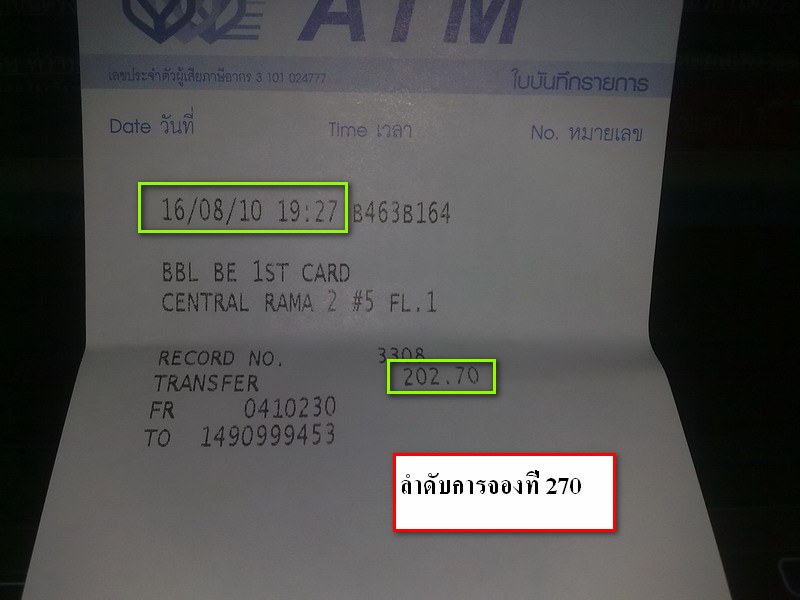 ATM
เลขประจำตัวผู้เสียภาษีอากร 3 101 024777
ใบบันทึกรายการ
Date วันที่ Time เวลา No. หมายเลข
16/08/10 19:27 B463B164
BBL BE 1ST CARD
CENTRAL RAMA 2 #5 FL.1
RECORD NO. 3308
TRANSFER 202.70
FR 0410230
TO 1490999453
ลำดับการจองที่ 270